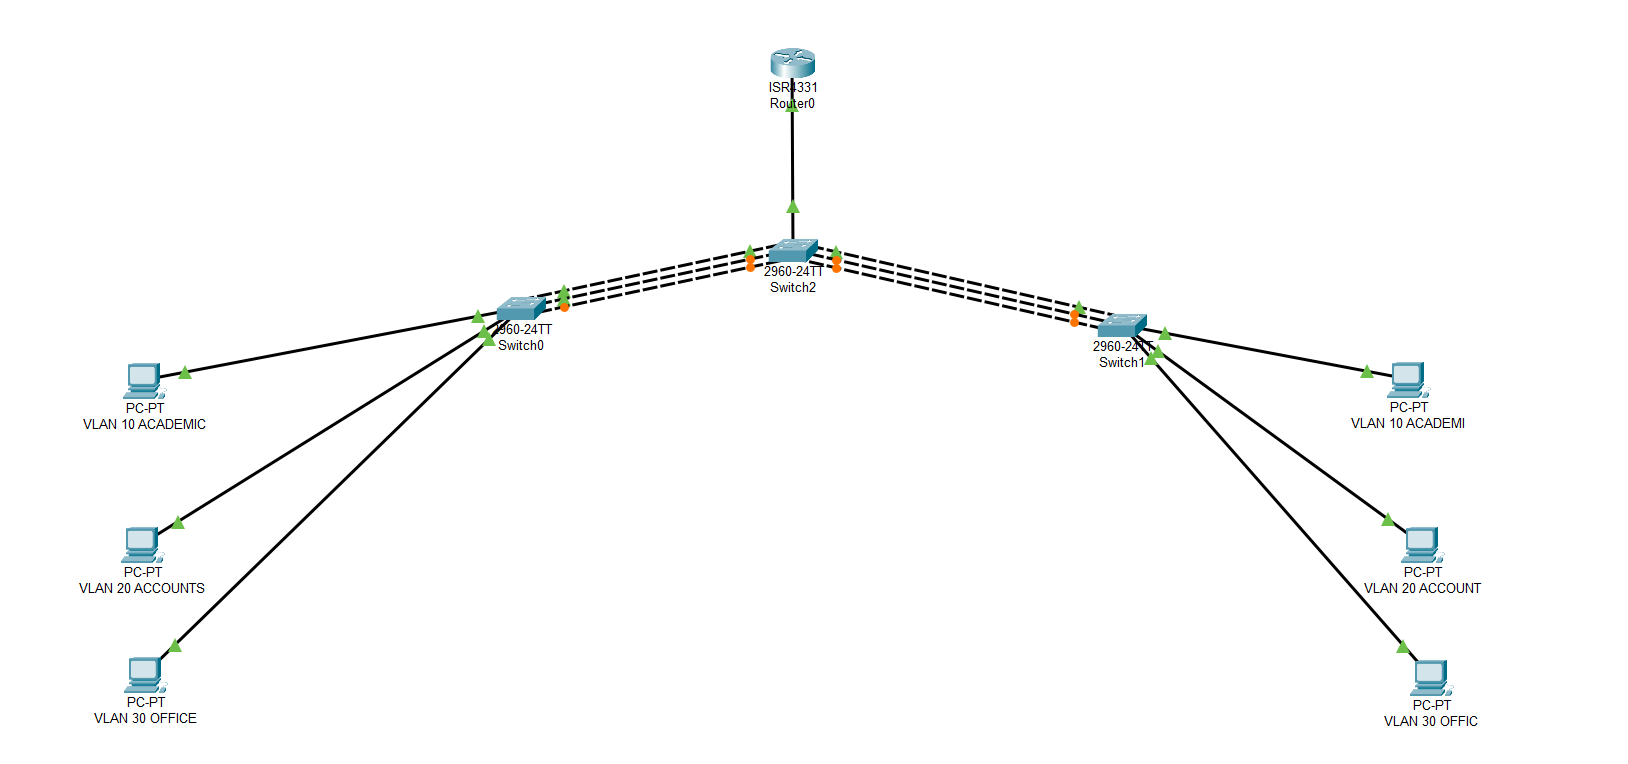 ISR4331
Router0
2960-24TT
Switch2
2960-24TT
Switch0
2960-24TT
Switch1
PC-PT
VLAN 10 ACADEMIC
PC-PT
VLAN 10 ACADEMI
PC-PT
VLAN 20 ACCOUNTS
PC-PT
VLAN 20 ACCOUNT
PC-PT
VLAN 30 OFFICE
PC-PT
VLAN 30 OFFIC